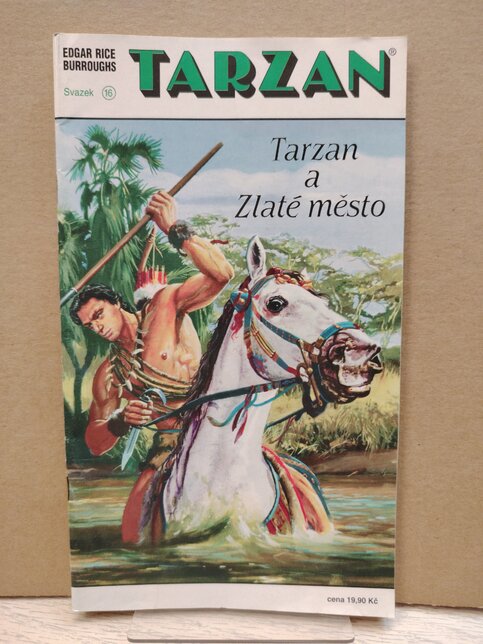 EDGAR RICE
BURROUGHS
Svazek 16
TARZAN®
Tarzan
a
Zlaté město
cena 19,90 Kč